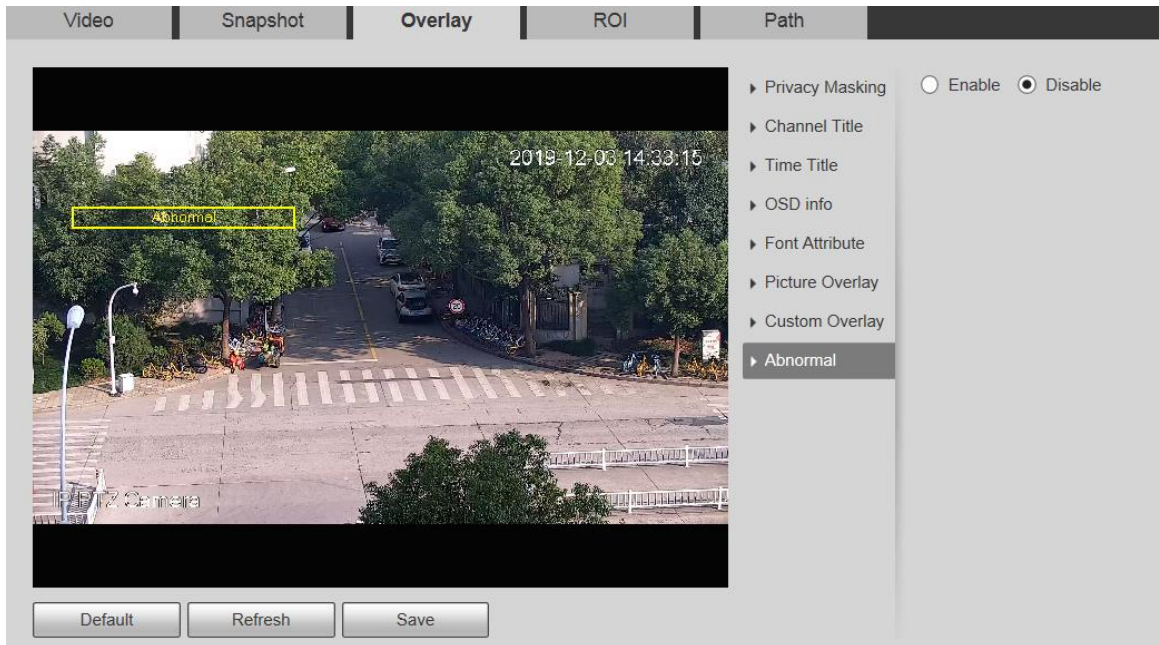 Video Snapshot Overlay ROI Path
Privacy Masking
Enable Disable
Channel Title
Time Title
OSD info
Font Attribute
Picture Overlay
Custom Overlay
Abnormal
2019-12-03 14:33:15
Abnormal
IP PTZ Camera
Default Refresh Save